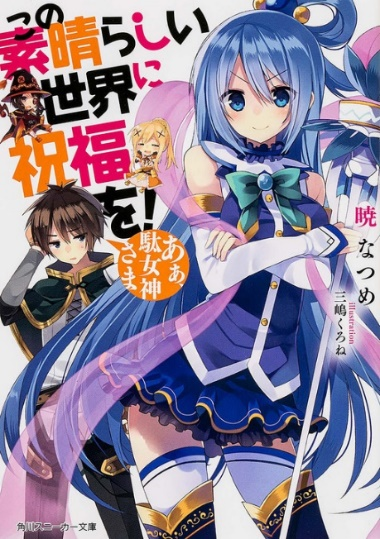 この
素晴らしい
世界に
祝福
を!
あぁ、
駄女神
さま
暁 なつめ
illustration
三嶋くろね
角川スニーカー文庫